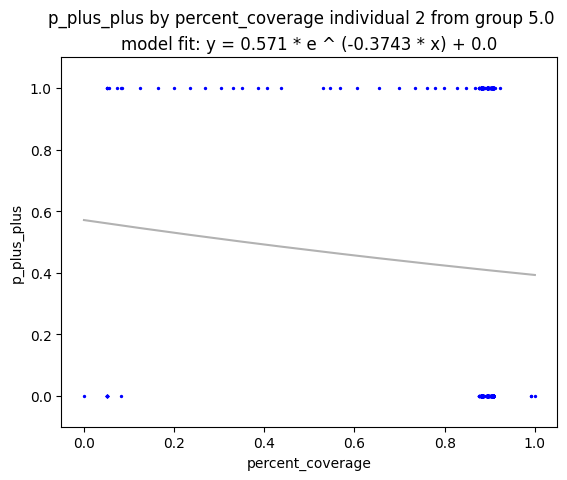 p_plus_plus by percent_coverage individual 2 from group 5.0
model fit: y = 0.571 * e ^ (-0.3743 * x) + 0.0
1.0
0.8
0.6
0.4
0.2
0.0
p_plus_plus
0.0 0.2 0.4 0.6 0.8 1.0
percent_coverage